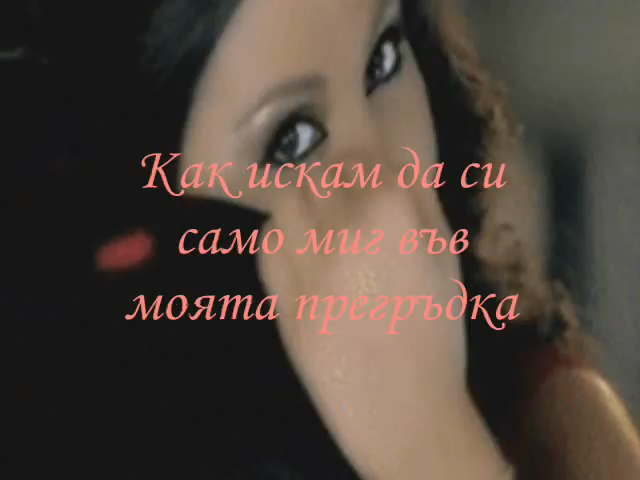 Как искам да си
само миг във
моята прегръдка